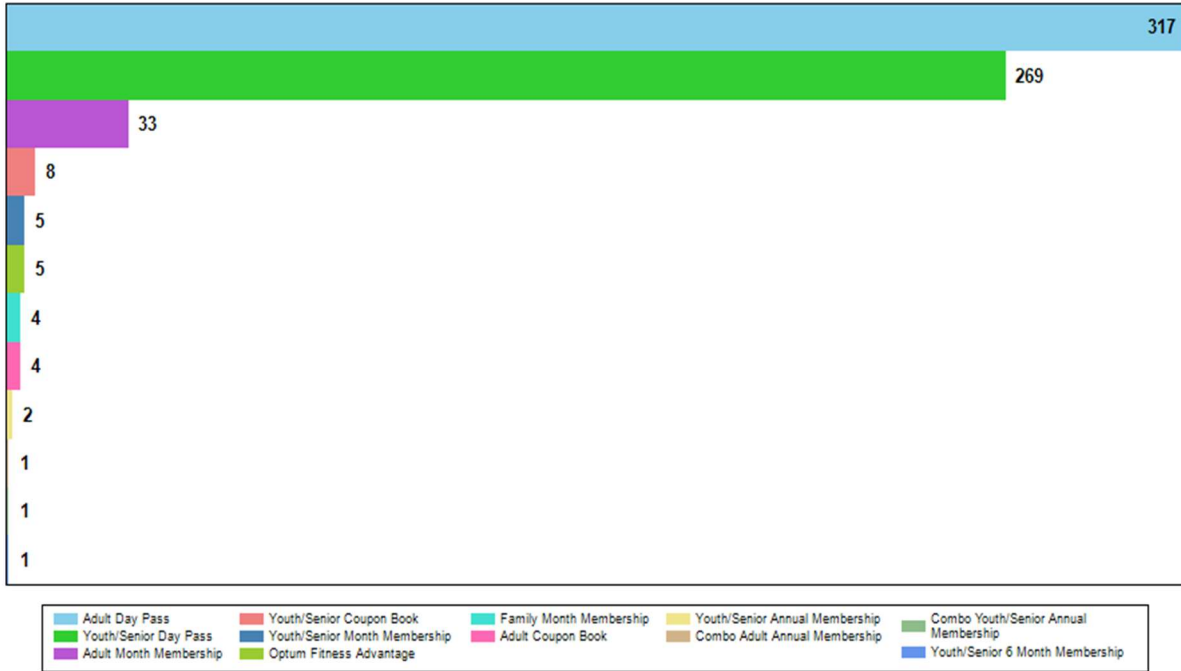 317
269
33
8
5
5
4
4
2
1
1
1
Adult Day Pass
Youth/Senior Day Pass
Adult Month Membership
Youth/Senior Coupon Book
Youth/Senior Month Membership
Optum Fitness Advantage
Family Month Membership
Adult Coupon Book
Youth/Senior Annual Membership
Combo Adult Annual Membership
Combo Youth/Senior Annual
Membership
Youth/Senior 6 Month Membership